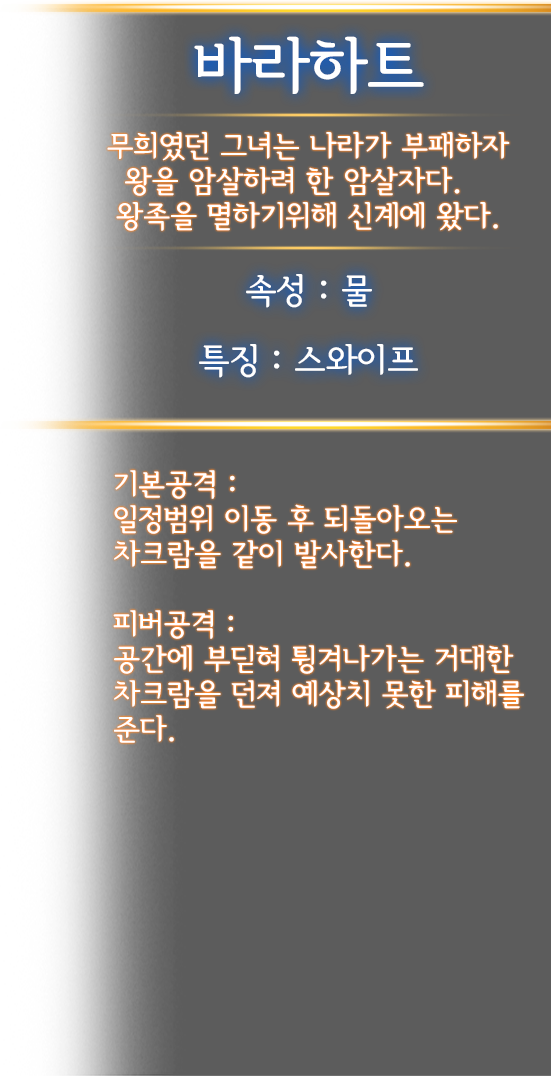 바라하트
무희였던 그녀는 나라가 부패하자
왕을 암살하려 한 암살자다.
왕족을 멸하기위해 신계에 왔다.
속성 : 물
특징 : 스와이프
기본공격 :
일정범위 이동 후 되돌아오는
차크람을 같이 발사한다.
피버공격 :
공간에 부딛혀 튕겨나가는 거대한
차크람을 던져 예상치 못한 피해를
준다.